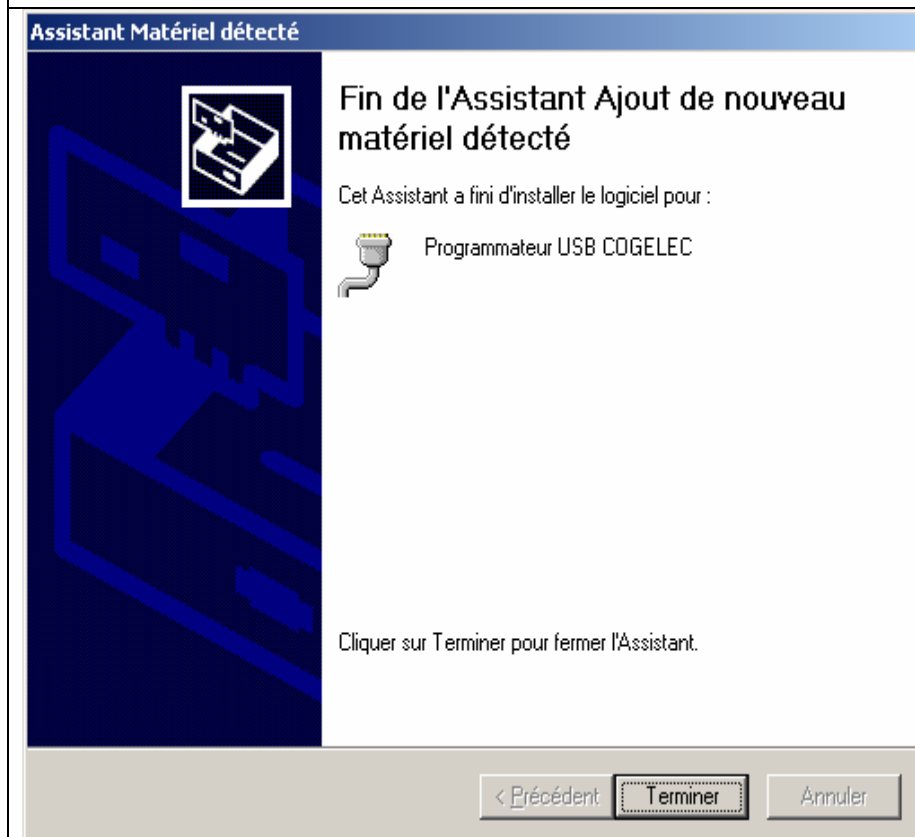 Assistant Matériel détecté
Fin de l'Assistant Ajout de nouveau
matériel détecté
Cet Assistant a fini d'installer le logiciel pour :
Programmateur USB COGELEC
Cliquer sur Terminer pour fermer l'Assistant.
< Précédent Terminer Annuler